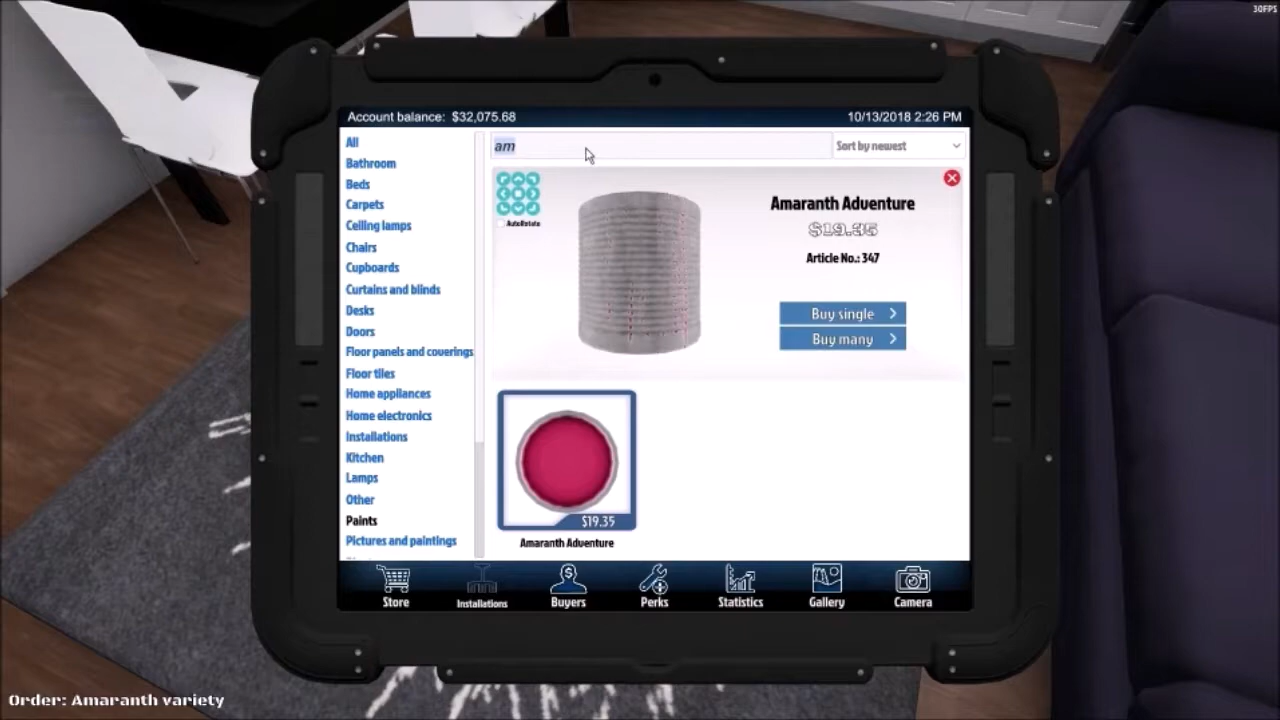 30FPS
Account balance: $32,075.68
10/13/2018 2:26 PM
All
Bathroom
Beds
Carpets
Ceiling lamps
Chairs
Cupboards
Curtains and blinds
Desks
Doors
Floor panels and coverings
Floor tiles
Home appliances
Home electronics
Installations
Kitchen
Lamps
Other
Paints
Pictures and paintings
am
Sort by newest
AutoRotate
Amaranth Adventure
$19.35
Article No.: 347
Buy single
Buy many
$19.35
Amaranth Adventure
Store
Installations
Buyers
Perks
Statistics
Gallery
Camera
Order: Amaranth variety